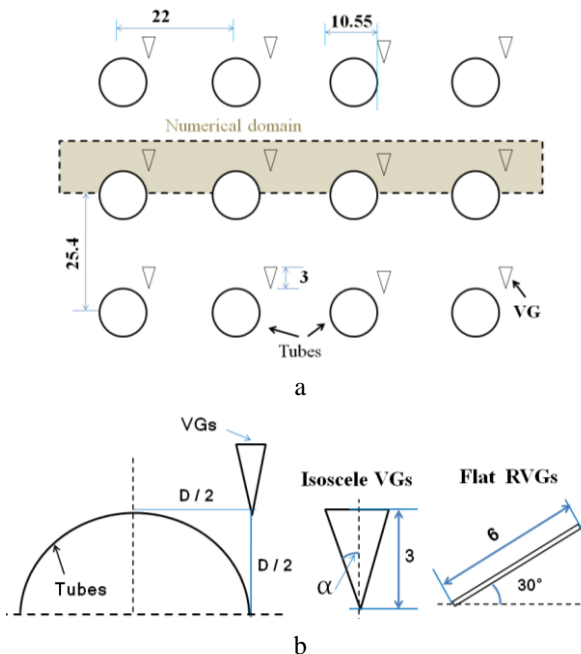 22
10.55
Numerical domain
25.4
3
VG
Tubes
a
VGs
D / 2
D / 2
Tubes
Isoscele VGs
α
3
Flat RVGs
6
30°
b